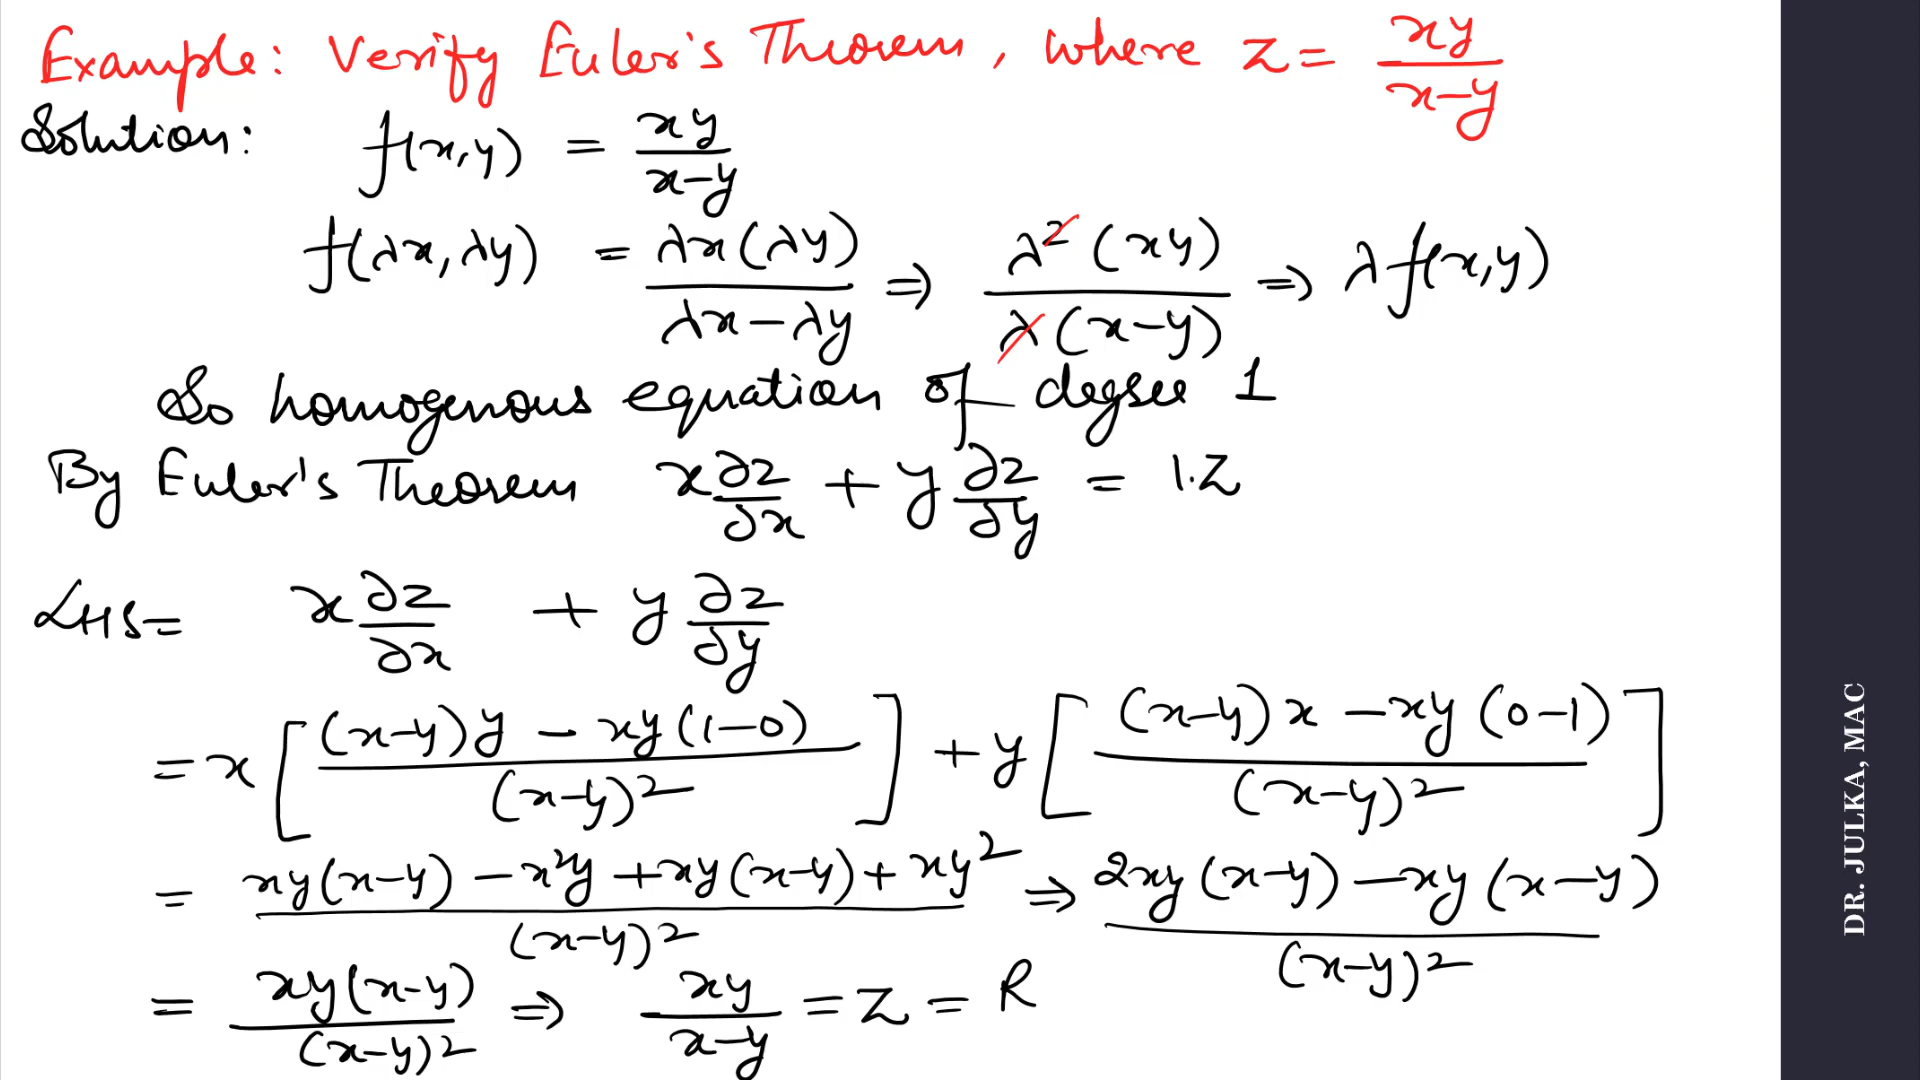 Example: Verify Euler's Theorem, where z = xy/(x-y)
Solution: f(x,y) = xy/(x-y)
f(λx, λy) = λx(λy)/(λx-λy) ⇒ λ²(xy)/(λ(x-y)) ⇒ λf(x,y)
So homogenous equation of degree 1
By Euler's Theorem x ∂z/∂x + y ∂z/∂y = 1.z
LHS = x ∂z/∂x + y ∂z/∂y
= x [ ((x-y)y - xy(1-0))/(x-y)² ] + y [ ((x-y)x - xy(0-1))/(x-y)² ]
= (xy(x-y) - x²y + xy(x-y) + xy²)/(x-y)² ⇒ (2xy(x-y) - xy(x-y))/(x-y)²
= xy(x-y)/(x-y)² ⇒ xy/(x-y) = z = R
DR. JULKA, MAC